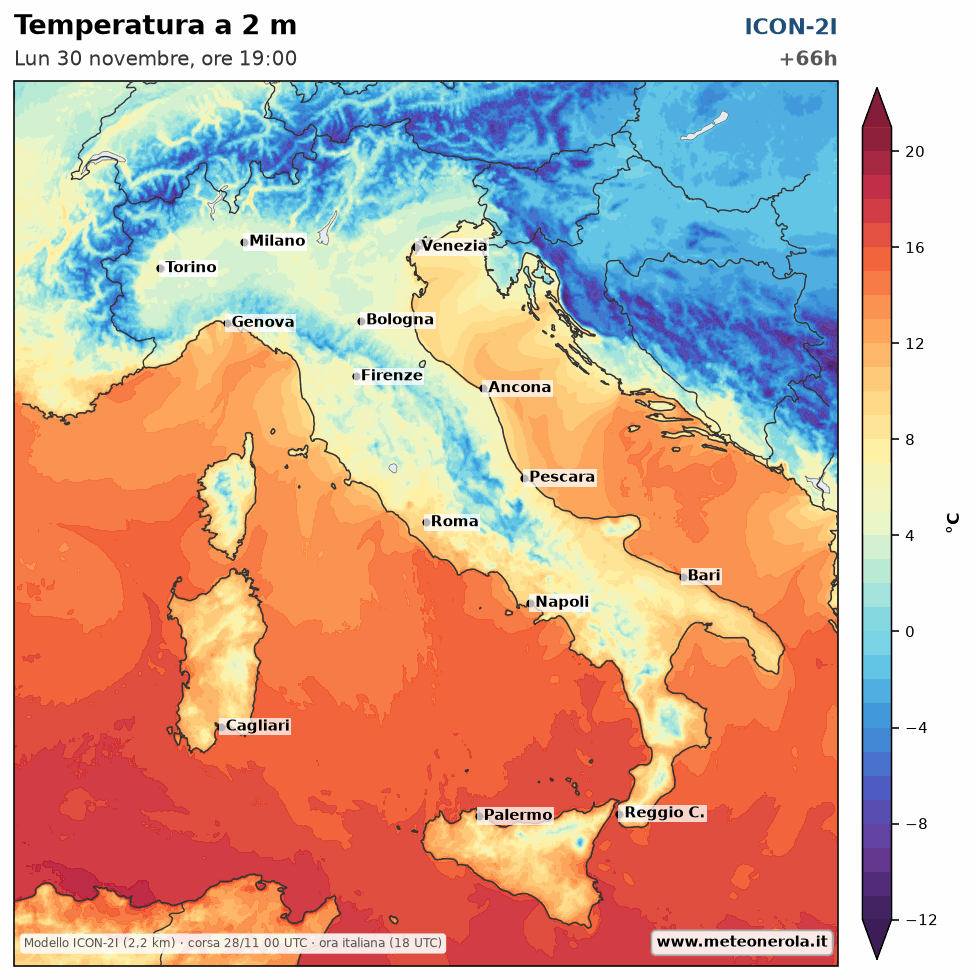 Temperatura a 2 m
ICON-2I
Lun 30 novembre, ore 19:00
+66h
Milano
Venezia
Torino
Genova
Bologna
Firenze
Ancona
Pescara
Roma
Bari
Napoli
Cagliari
Palermo
Reggio C.
20
16
12
8
4
0
−4
−8
−12
°C
Modello ICON-2I (2,2 km) · corsa 28/11 00 UTC · ora italiana (18 UTC)
www.meteonerola.it